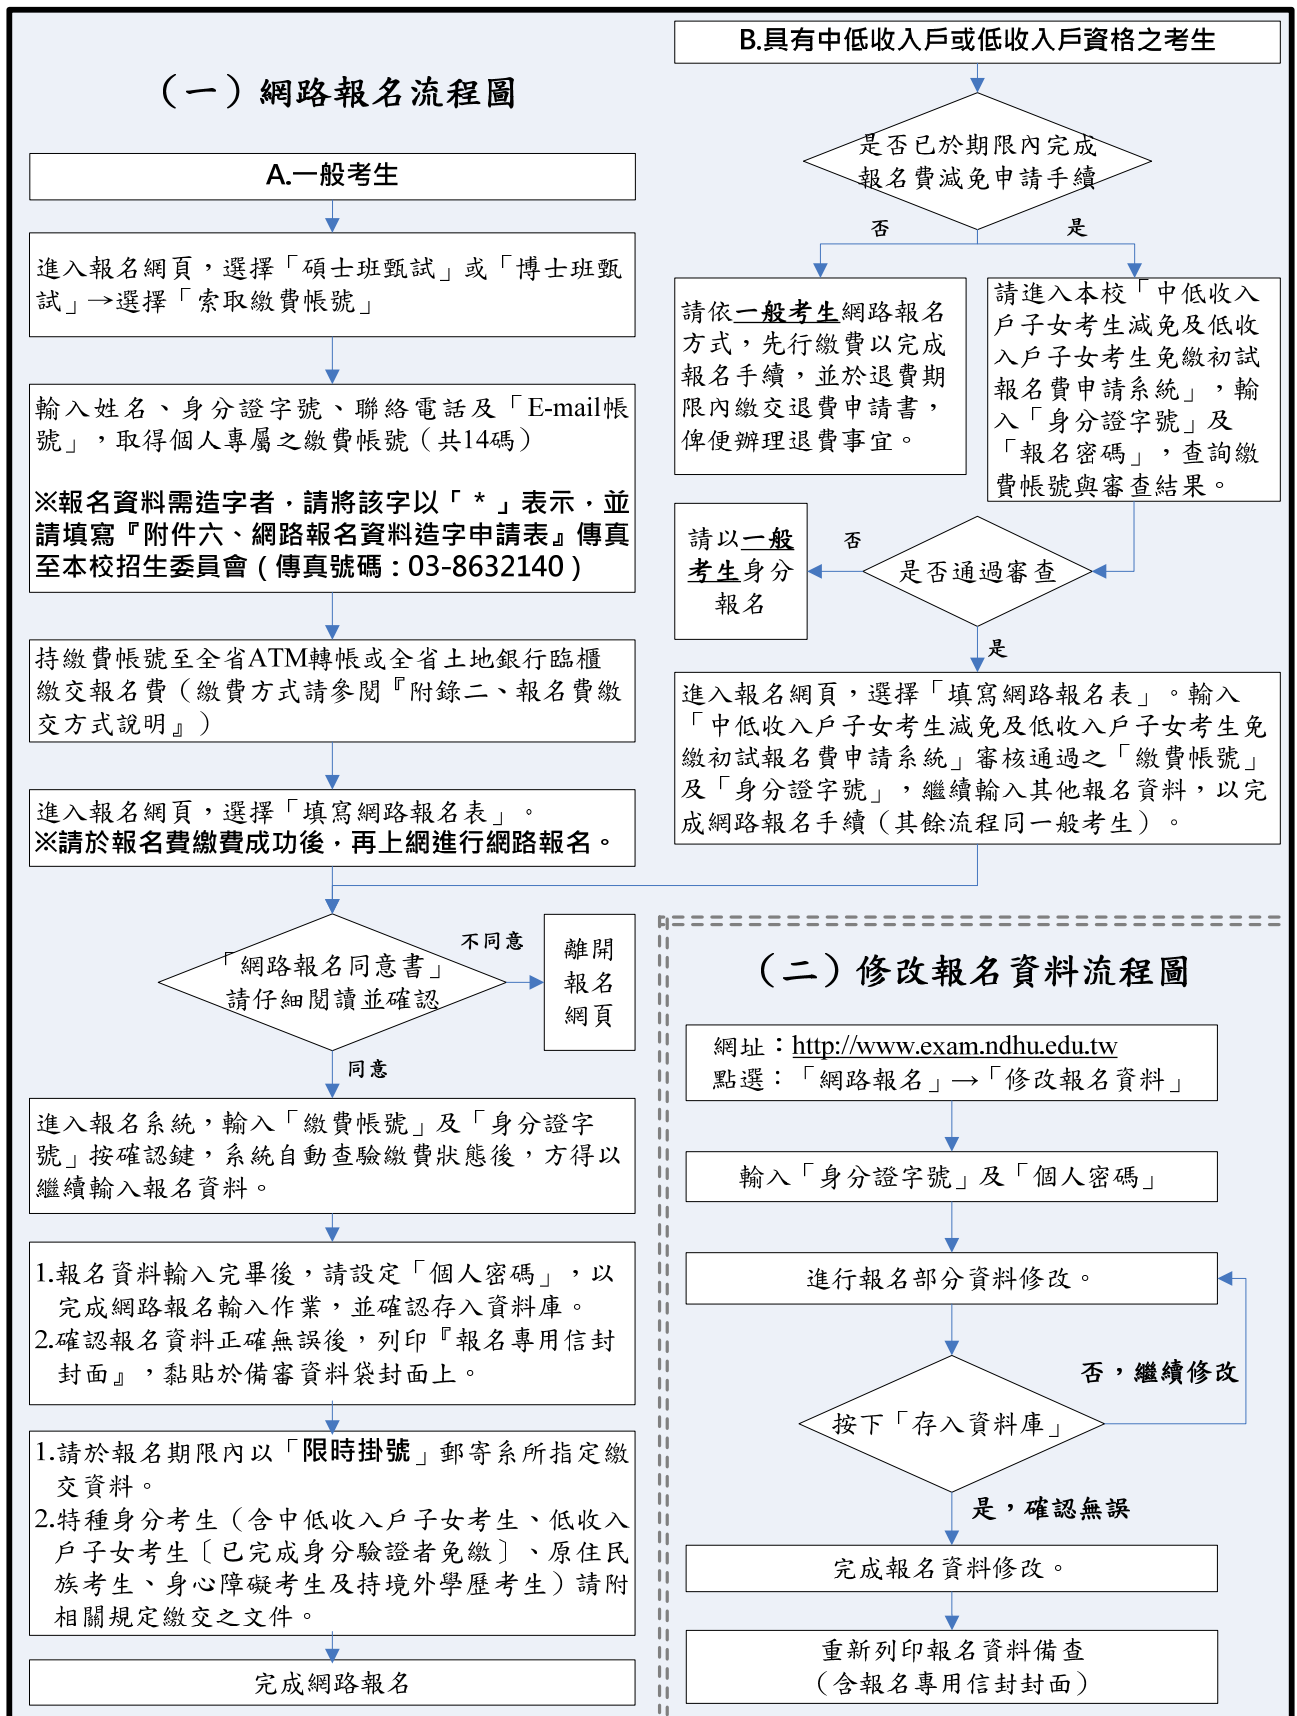 （一）網路報名流程圖
A.一般考生
進入報名網頁，選擇「碩士班甄試」或「博士班甄
試」→選擇「索取繳費帳號」
輸入姓名、身分證字號、聯絡電話及「E-mail帳
號」，取得個人專屬之繳費帳號（共14碼）
※報名資料需造字者，請將該字以「 * 」表示，並
請填寫『附件六、網路報名資料造字申請表』傳真
至本校招生委員會（傳真號碼：03-8632140）
持繳費帳號至全省ATM轉帳或全省土地銀行臨櫃
繳交報名費（繳費方式請參閱『附錄二、報名費繳
交方式說明』）
進入報名網頁，選擇「填寫網路報名表」。
※請於報名費繳費成功後，再上網進行網路報名。
「網路報名同意書」
請仔細閱讀並確認
不同意
離開
報名
網頁
同意
進入報名系統，輸入「繳費帳號」及「身分證字
號」按確認鍵，系統自動查驗繳費狀態後，方得以
繼續輸入報名資料。
1.報名資料輸入完畢後，請設定「個人密碼」，以
完成網路報名輸入作業，並確認存入資料庫。
2.確認報名資料正確無誤後，列印『報名專用信封
封面』，黏貼於備審資料袋封面上。
1.請於報名期限內以「限時掛號」郵寄系所指定繳
交資料。
2.特種身分考生（含中低收入戶子女考生、低收入
戶子女考生〔已完成身分驗證者免繳〕、原住民
族考生、身心障礙考生及持境外學歷考生）請附
相關規定繳交之文件。
完成網路報名
B.具有中低收入戶或低收入戶資格之考生
是否已於期限內完成
報名費減免申請手續
否
是
請依一般考生網路報名
方式，先行繳費以完成
報名手續，並於退費期
限內繳交退費申請書，
俾便辦理退費事宜。
請進入本校「中低收入
戶子女考生減免及低收
入戶子女考生免繳初試
報名費申請系統」，輸
入「身分證字號」及
「報名密碼」，查詢繳
費帳號與審查結果。
是否通過審查
否
請以一般
考生身分
報名
是
進入報名網頁，選擇「填寫網路報名表」。輸入
「中低收入戶子女考生減免及低收入戶子女考生免
繳初試報名費申請系統」審核通過之「繳費帳號」
及「身分證字號」，繼續輸入其他報名資料，以完
成網路報名手續（其餘流程同一般考生）。
（二）修改報名資料流程圖
網址：http://www.exam.ndhu.edu.tw
點選：「網路報名」→「修改報名資料」
輸入「身分證字號」及「個人密碼」
進行報名部分資料修改。
否，繼續修改
按下「存入資料庫」
是，確認無誤
完成報名資料修改。
重新列印報名資料備查
（含報名專用信封封面）